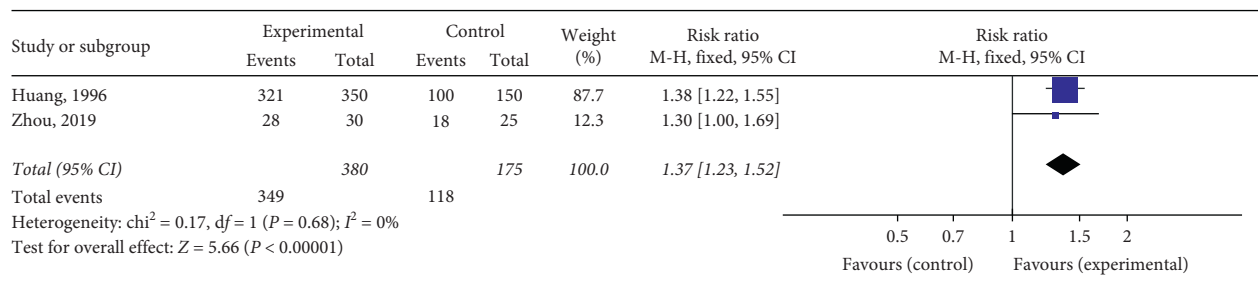 Study or subgroup Experimental Control Weight (%) Risk ratio M-H, fixed, 95% CI Risk ratio M-H, fixed, 95% CI
Events Total Events Total
Huang, 1996 321 350 100 150 87.7 1.38 [1.22, 1.55]
Zhou, 2019 28 30 18 25 12.3 1.30 [1.00, 1.69]
Total (95% CI) 380 175 100.0 1.37 [1.23, 1.52]
Total events 349 118
Heterogeneity: chi² = 0.17, df = 1 (P = 0.68); I² = 0%
Test for overall effect: Z = 5.66 (P < 0.00001)
0.5 0.7 1 1.5 2
Favours (control) Favours (experimental)